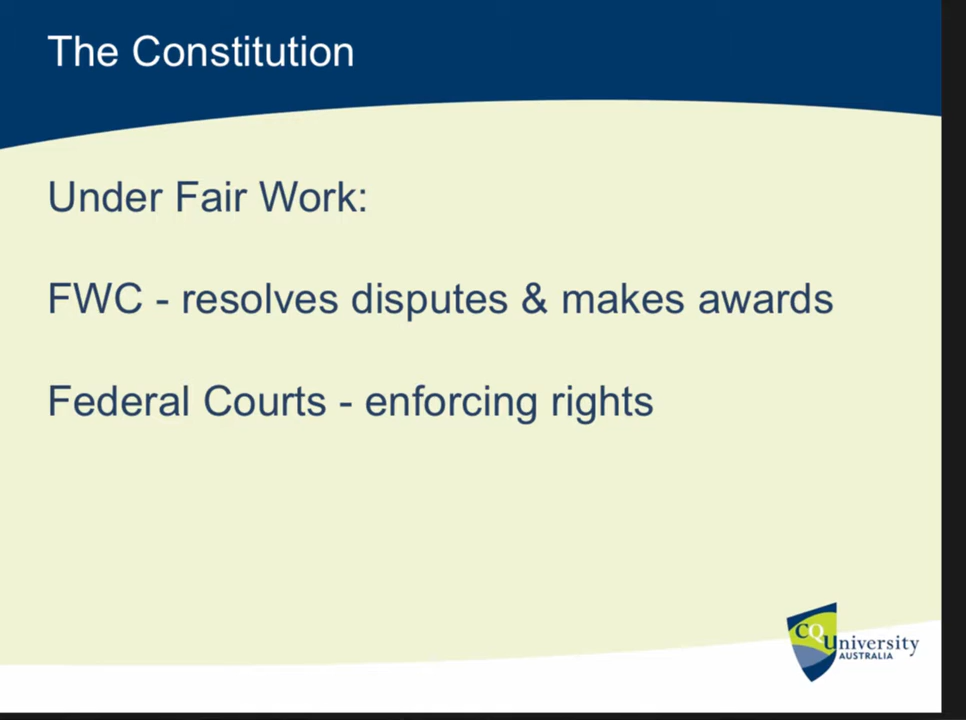 The Constitution
Under Fair Work:
FWC - resolves disputes & makes awards
Federal Courts - enforcing rights
CQUniversity
AUSTRALIA